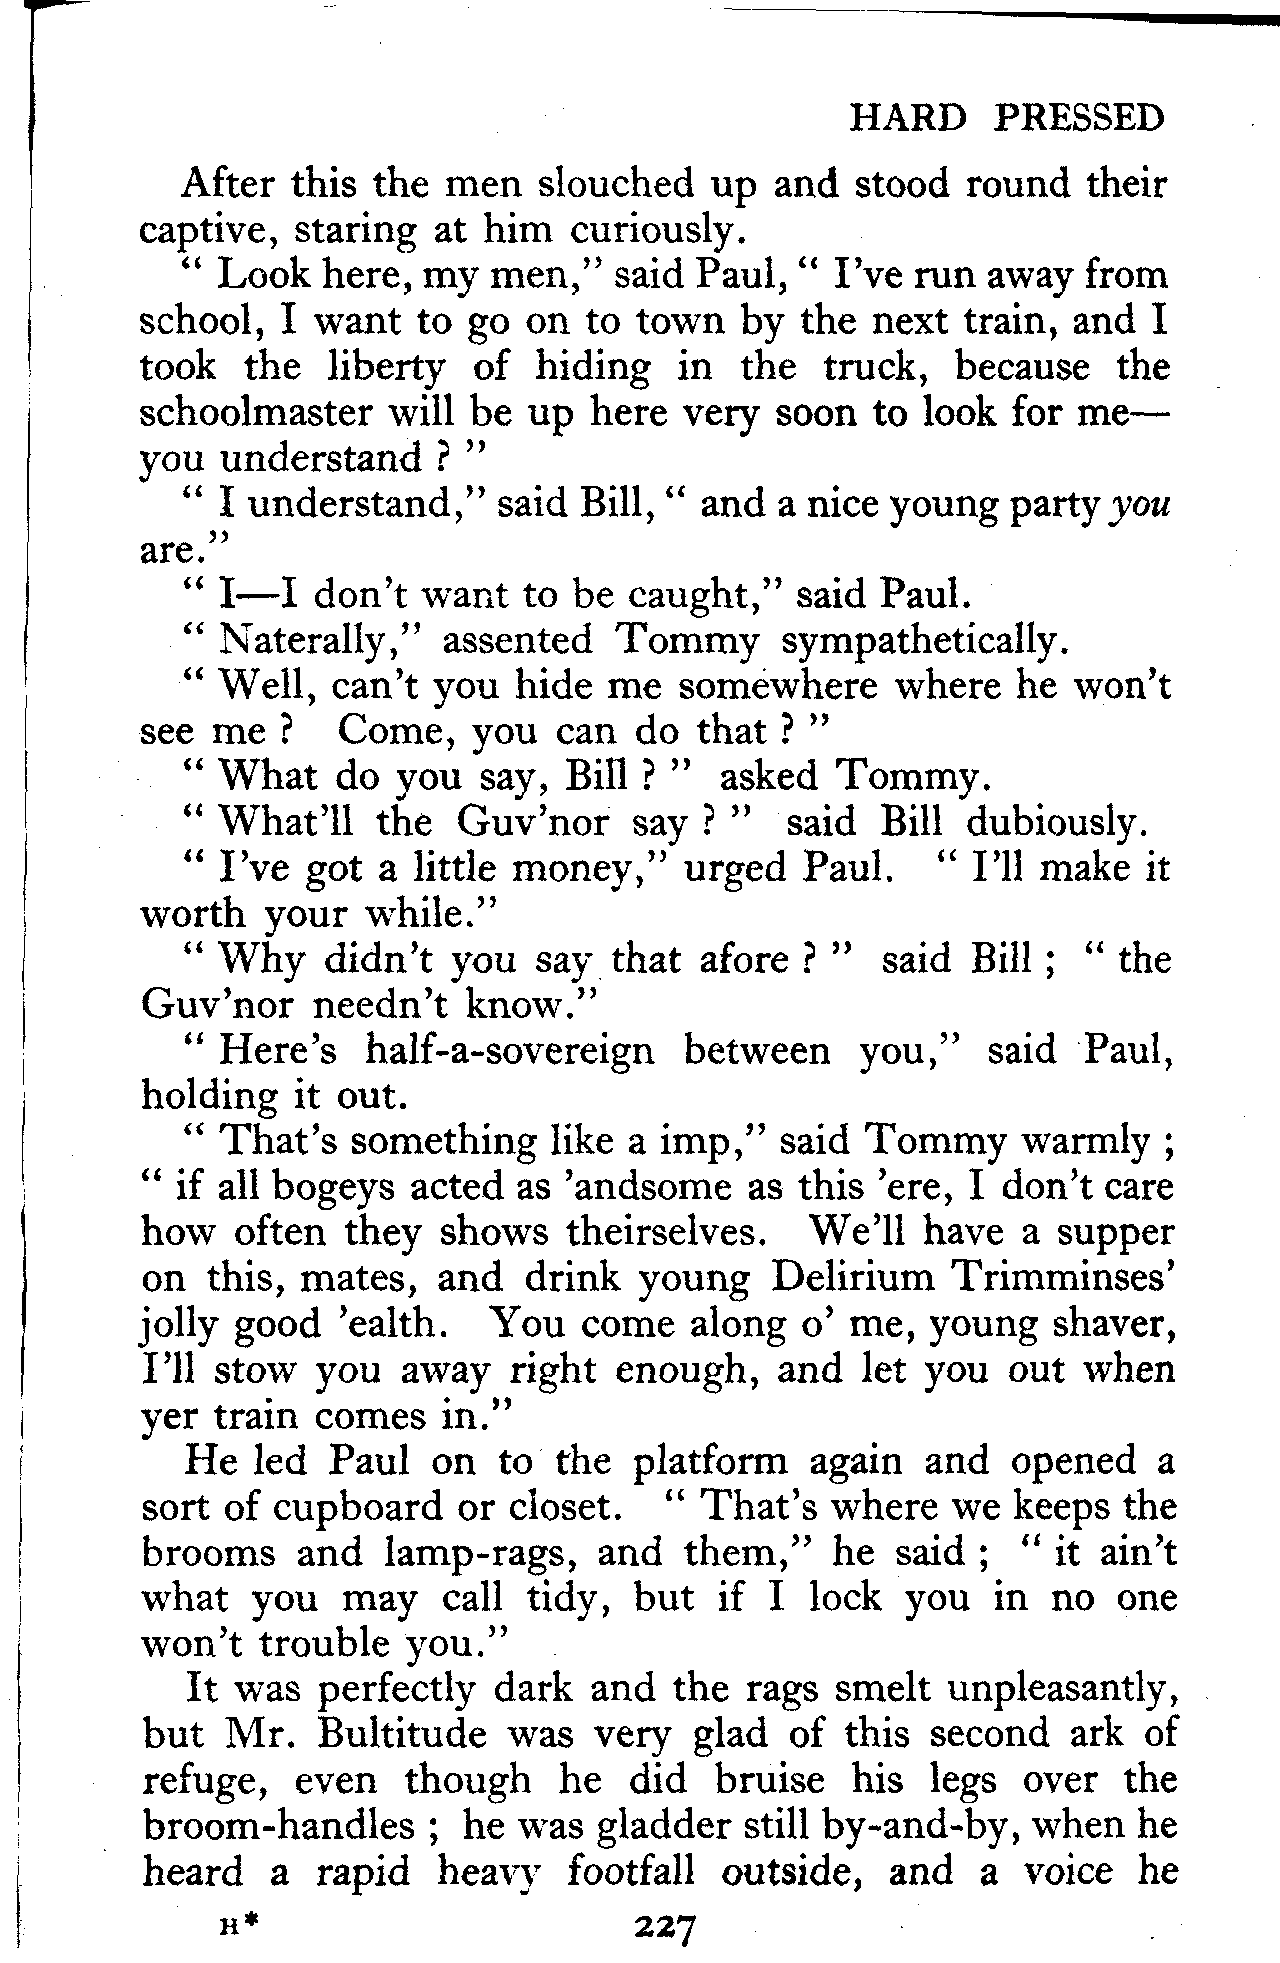 HARD PRESSED
After this the men slouched up and stood round their
captive, staring at him curiously.
“ Look here, my men,” said Paul, “ I've run away from
school, I want to go on to town by the next train, and I
took the liberty of hiding in the truck, because the
schoolmaster will be up here very soon to look for me—
you understand ? ”
“ I understand,” said Bill, “ and a nice young party you
are.”
“ I—I don't want to be caught,” said Paul.
“ Naterally,” assented Tommy sympathetically.
“ Well, can't you hide me somewhere where he won't
see me ? Come, you can do that ? ”
“ What do you say, Bill ? ” asked Tommy.
“ What'll the Guv'nor say ? ” said Bill dubiously.
“ I've got a little money,” urged Paul. “ I'll make it
worth your while.”
“ Why didn't you say that afore ? ” said Bill ; “ the
Guv'nor needn't know.”
“ Here's half-a-sovereign between you,” said Paul,
holding it out.
“ That's something like a imp,” said Tommy warmly ;
“ if all bogeys acted as 'andsome as this 'ere, I don't care
how often they shows theirselves. We'll have a supper
on this, mates, and drink young Delirium Trimminses'
jolly good 'ealth. You come along o' me, young shaver,
I'll stow you away right enough, and let you out when
yer train comes in.”
He led Paul on to the platform again and opened a
sort of cupboard or closet. “ That's where we keeps the
brooms and lamp-rags, and them,” he said ; “ it ain't
what you may call tidy, but if I lock you in no one
won't trouble you.”
It was perfectly dark and the rags smelt unpleasantly,
but Mr. Bultitude was very glad of this second ark of
refuge, even though he did bruise his legs over the
broom-handles ; he was gladder still by-and-by, when he
heard a rapid heavy footfall outside, and a voice he
H* 227